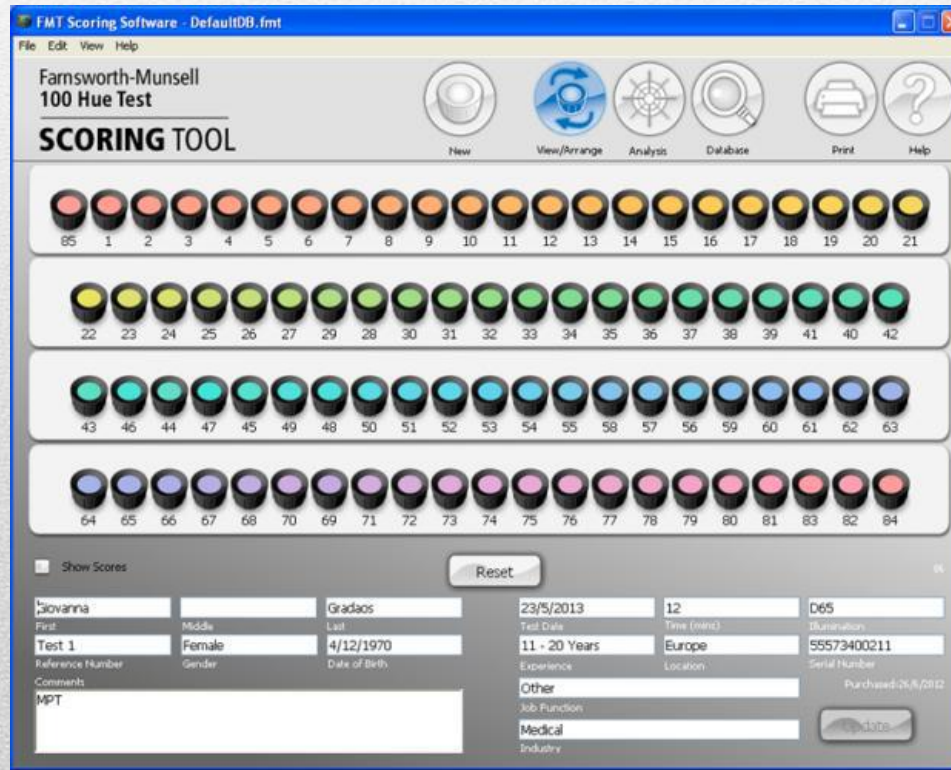 FMT Scoring Software - DefaultDB.fmt
File Edit View Help
Farnsworth-Munsell
100 Hue Test
SCORING TOOL
New View/Arrange Analysis Database Print Help
85 1 2 3 4 5 6 7 8 9 10 11 12 13 14 15 16 17 18 19 20 21
22 23 24 25 26 27 29 28 30 31 32 33 34 35 36 37 38 39 41 40 42
43 46 44 47 45 49 48 50 51 52 53 54 55 58 57 56 59 60 61 62 63
64 65 66 67 68 70 69 71 72 73 74 75 76 77 78 79 80 81 83 82 84
Show Scores
Reset
Giovanna Gradaos 23/5/2013 12 D65
First Middle Last Test Date Time (mins) Illumination
Test 1 Female 4/12/1970 11 - 20 Years Europe 55573400211
Reference Number Gender Date of Birth Experience Location Serial Number
Comments Other Purchased:26/6/2012
MPT Job Function
Medical Update
Industry